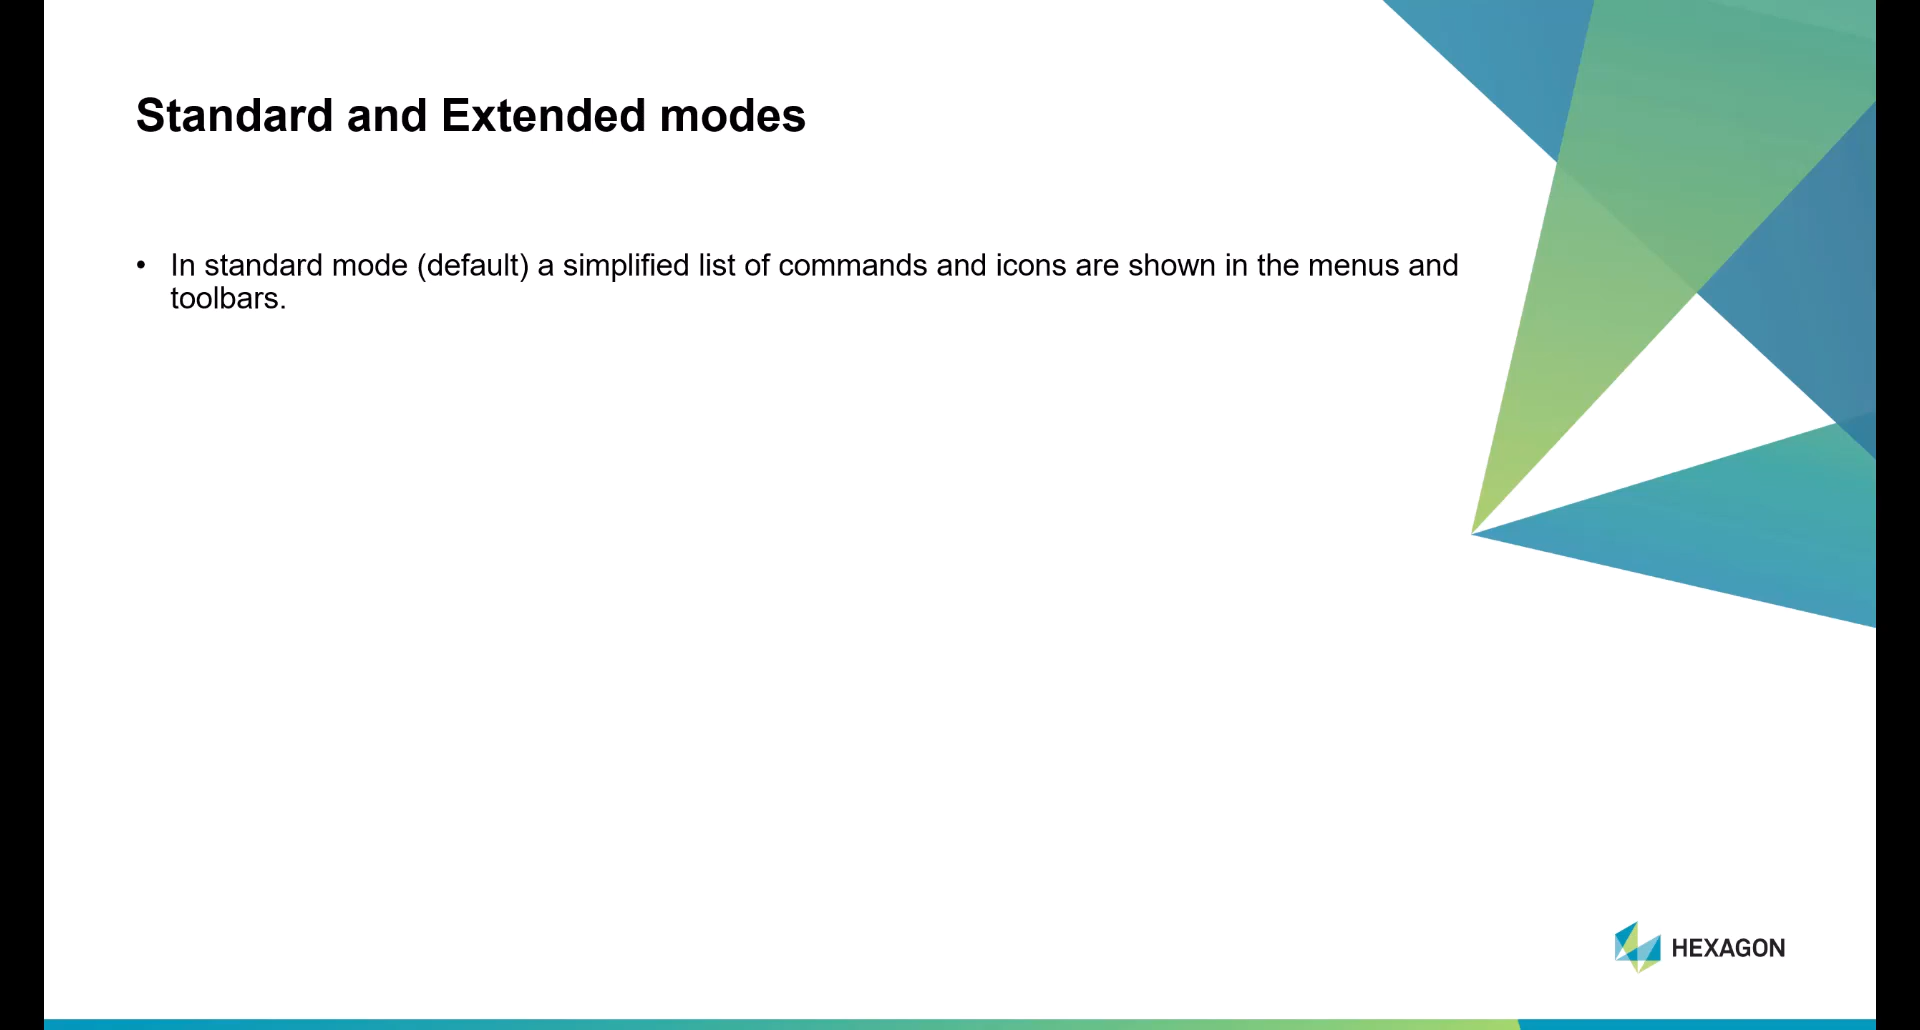 Standard and Extended modes
• In standard mode (default) a simplified list of commands and icons are shown in the menus and
toolbars.
HEXAGON